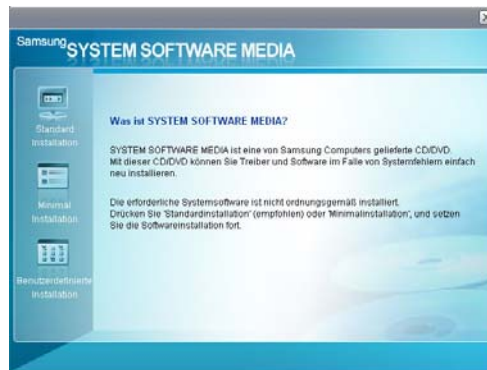 Samsung SYSTEM SOFTWARE MEDIA
Standard
Installation
Minimal
Installation
Benutzerdefinierte
Installation
Was ist SYSTEM SOFTWARE MEDIA?
SYSTEM SOFTWARE MEDIA ist eine von Samsung Computers gelieferte CD/DVD.
Mit dieser CD/DVD können Sie Treiber und Software im Falle von Systemfehlern einfach
neu installieren.
Die erforderliche Systemsoftware ist nicht ordnungsgemäß installiert.
Drücken Sie 'Standardinstallation' (empfohlen) oder 'Minimalinstallation', und setzen
Sie die Softwareinstallation fort.